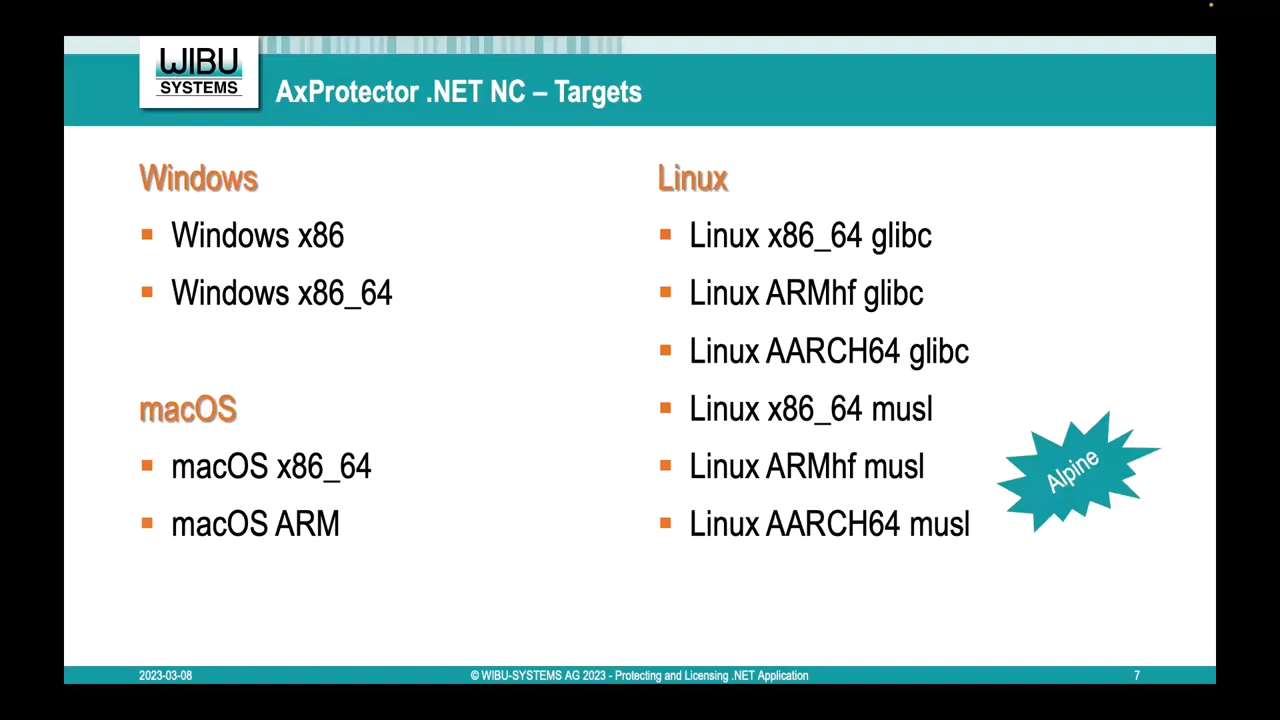 WIBU
SYSTEMS
AxProtector .NET NC – Targets
Windows
Windows x86
Windows x86_64
macOS
macOS x86_64
macOS ARM
Linux
Linux x86_64 glibc
Linux ARMhf glibc
Linux AARCH64 glibc
Linux x86_64 musl
Linux ARMhf musl
Linux AARCH64 musl
Alpine
2023-03-08
© WIBU-SYSTEMS AG 2023 - Protecting and Licensing .NET Application
7